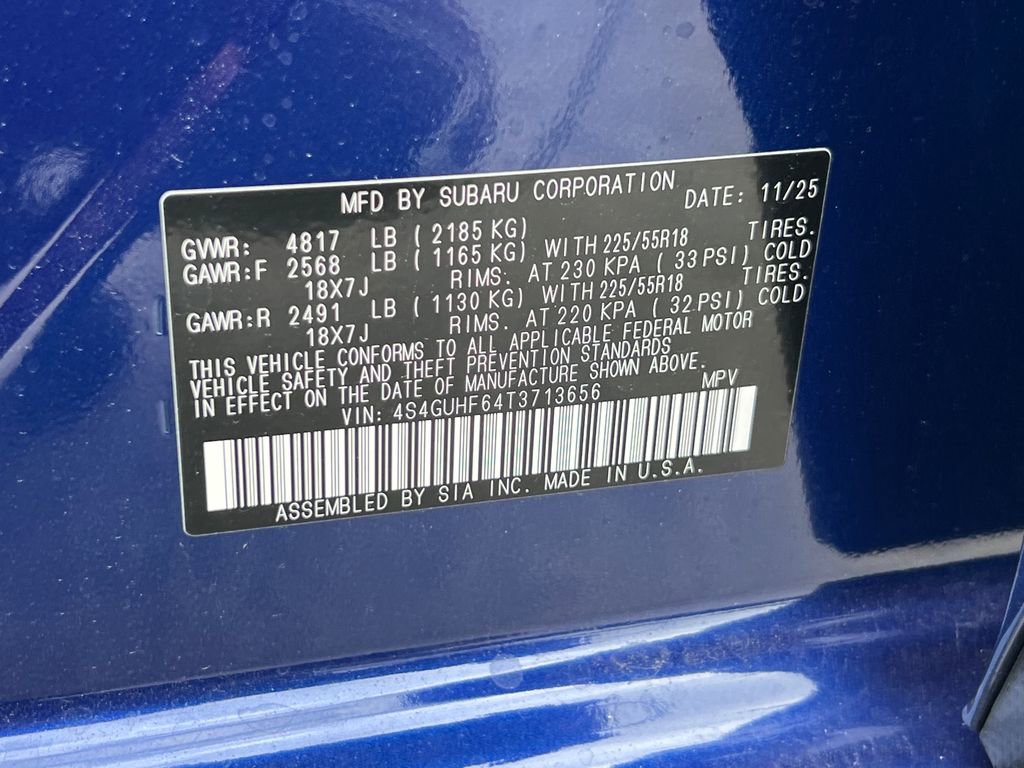 MFD BY SUBARU CORPORATION DATE: 11/25
GVWR: 4817 LB ( 2185 KG)
GAWR:F 2568 LB ( 1165 KG) WITH 225/55R18 TIRES.
18X7J RIMS. AT 230 KPA ( 33 PSI) COLD
GAWR:R 2491 LB ( 1130 KG) WITH 225/55R18 TIRES.
18X7J RIMS. AT 220 KPA ( 32 PSI) COLD
THIS VEHICLE CONFORMS TO ALL APPLICABLE FEDERAL MOTOR
VEHICLE SAFETY AND THEFT PREVENTION STANDARDS
IN EFFECT ON THE DATE OF MANUFACTURE SHOWN ABOVE.
VIN: 4S4GUHF64T3713656 MPV
ASSEMBLED BY SIA INC. MADE IN U.S.A.